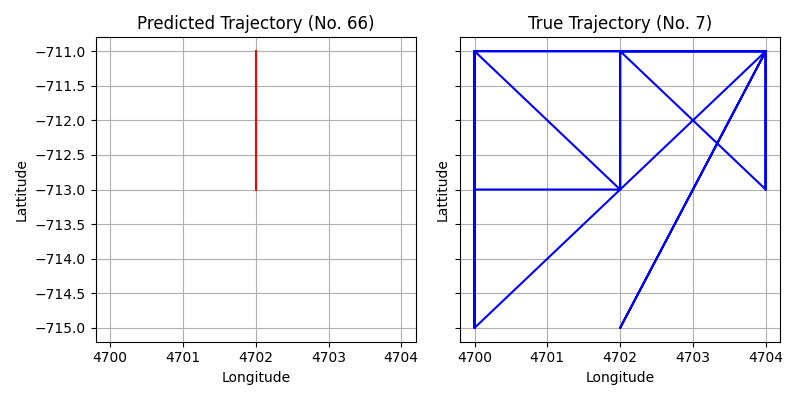 Predicted Trajectory (No. 66)
True Trajectory (No. 7)
Lattitude
−711.0
−711.5
−712.0
−712.5
−713.0
−713.5
−714.0
−714.5
−715.0
4700 4701 4702 4703 4704
Longitude
Lattitude
4700 4701 4702 4703 4704
Longitude